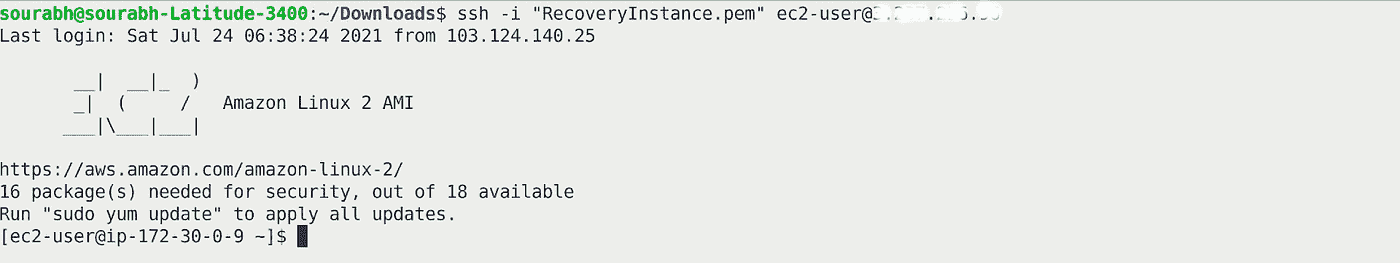 sourabh@sourabh-Latitude-3400:~/Downloads$ ssh -i "RecoveryInstance.pem" ec2-user@
Last login: Sat Jul 24 06:38:24 2021 from 103.124.140.25
       __|  __|_  )
       _|  (     /   Amazon Linux 2 AMI
      ___|\___|___|
https://aws.amazon.com/amazon-linux-2/
16 package(s) needed for security, out of 18 available
Run "sudo yum update" to apply all updates.
[ec2-user@ip-172-30-0-9 ~]$